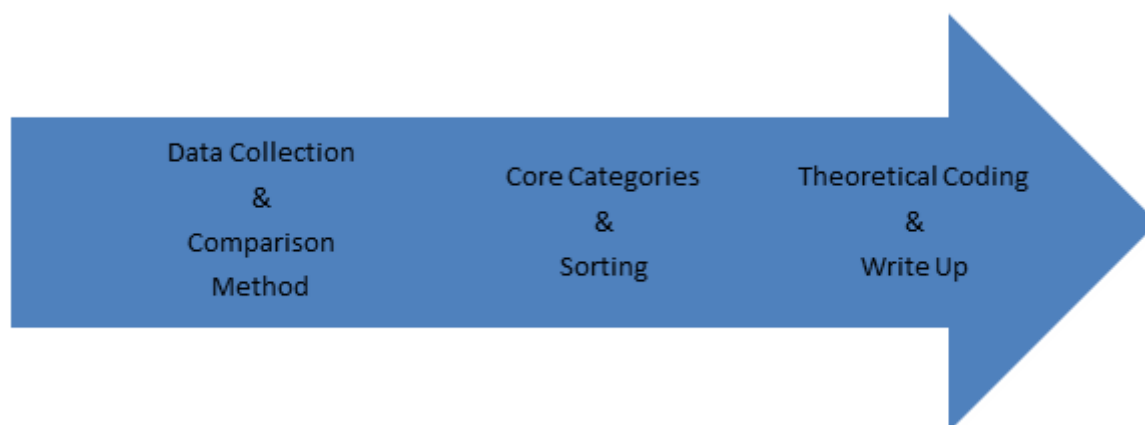 Data Collection
&
Comparison
Method
Core Categories
&
Sorting
Theoretical Coding
&
Write Up